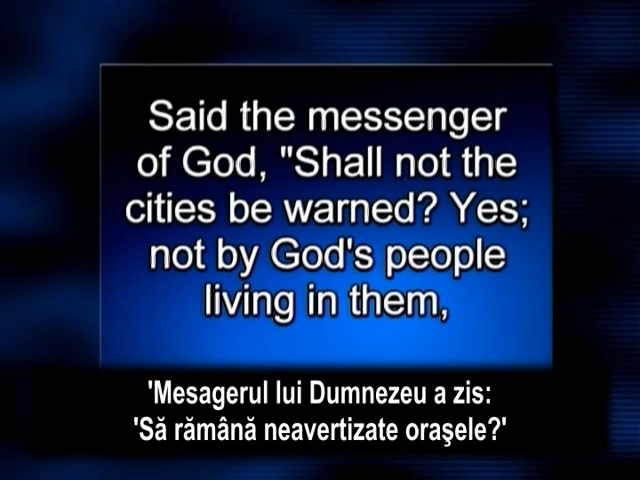 Said the messenger
of God, "Shall not the
cities be warned? Yes;
not by God's people
living in them,
'Mesagerul lui Dumnezeu a zis:
'Să rămână neavertizate oraşele?'